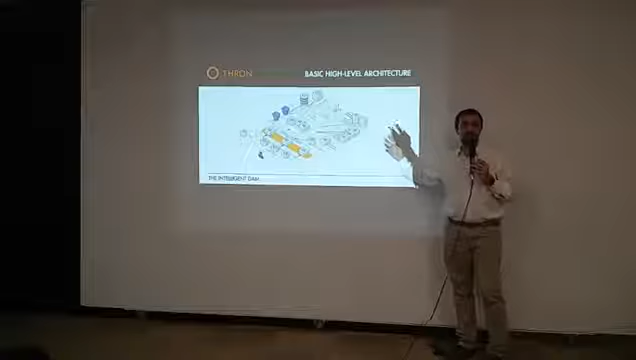 THRON
BASIC HIGH-LEVEL ARCHITECTURE
THE INTELLIGENT DAM